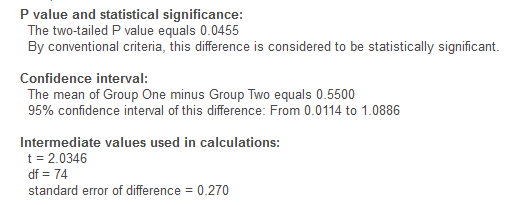 P value and statistical significance:
The two-tailed P value equals 0.0455
By conventional criteria, this difference is considered to be statistically significant.
Confidence interval:
The mean of Group One minus Group Two equals 0.5500
95% confidence interval of this difference: From 0.0114 to 1.0886
Intermediate values used in calculations:
t = 2.0346
df = 74
standard error of difference = 0.270